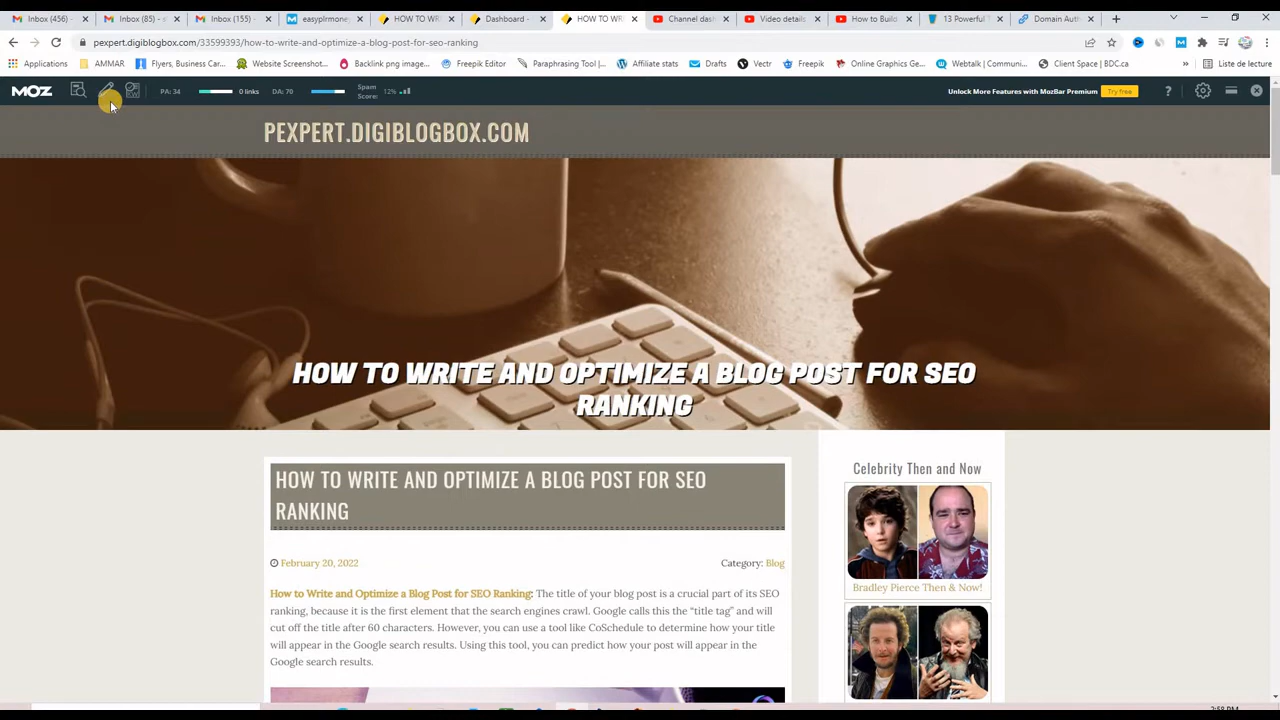 Inbox (456)
Inbox (85) - s
Inbox (155) -
easyplrmone
HOW TO WR
Dashboard -
HOW TO WR
Channel das
Video details
How to Build
13 Powerful T
Domain Auth
pexpert.digiblogbox.com/33599393/how-to-write-and-optimize-a-blog-post-for-seo-ranking
Applications
AMMAR
Flyers, Business Car...
Website Screenshot...
Backlink png image...
Freepik Editor
Paraphrasing Tool |...
Affiliate stats
Drafts
Vectr
Freepik
Online Graphics Ge...
Webtalk | Communi...
Client Space | BDC.ca
»
Liste de lecture
MOZ
PA: 34
0 links
DA: 70
Spam
Score:
12%
Unlock More Features with MozBar Premium
Try free
?
PEXPERT.DIGIBLOGBOX.COM
HOW TO WRITE AND OPTIMIZE A BLOG POST FOR SEO
RANKING
HOW TO WRITE AND OPTIMIZE A BLOG POST FOR SEO
RANKING
February 20, 2022
Category: Blog
How to Write and Optimize a Blog Post for SEO Ranking: The title of your blog post is a crucial part of its SEO
ranking, because it is the first element that the search engines crawl. Google calls this the “title tag” and will
cut off the title after 60 characters. However, you can use a tool like CoSchedule to determine how your title
will appear in the Google search results. Using this tool, you can predict how your post will appear in the
Google search results.
Celebrity Then and Now
Bradley Pierce Then & Now!